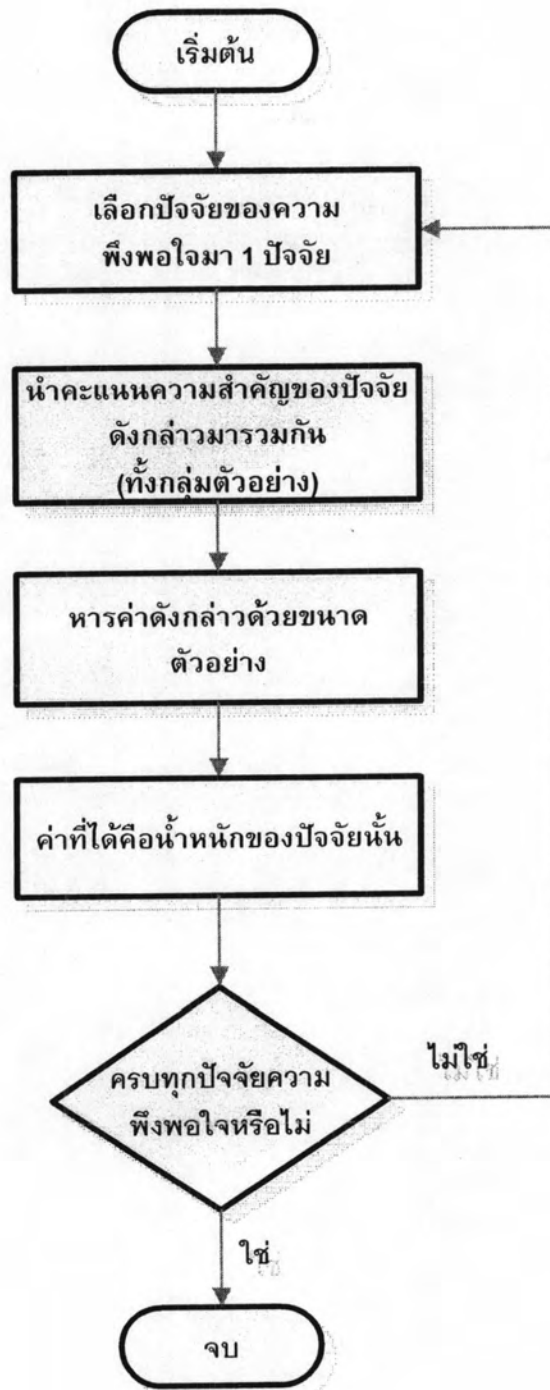 เริ่มต้น
เลือกปัจจัยของความ
พึงพอใจมา 1 ปัจจัย
นำคะแนนความสำคัญของปัจจัย
ดังกล่าวมารวมกัน
(ทั้งกลุ่มตัวอย่าง)
หารค่าดังกล่าวด้วยขนาด
ตัวอย่าง
ค่าที่ได้คือน้ำหนักของปัจจัยนั้น
ครบทุกปัจจัยความ
พึงพอใจหรือไม่
ไม่ใช่
ใช่
จบ